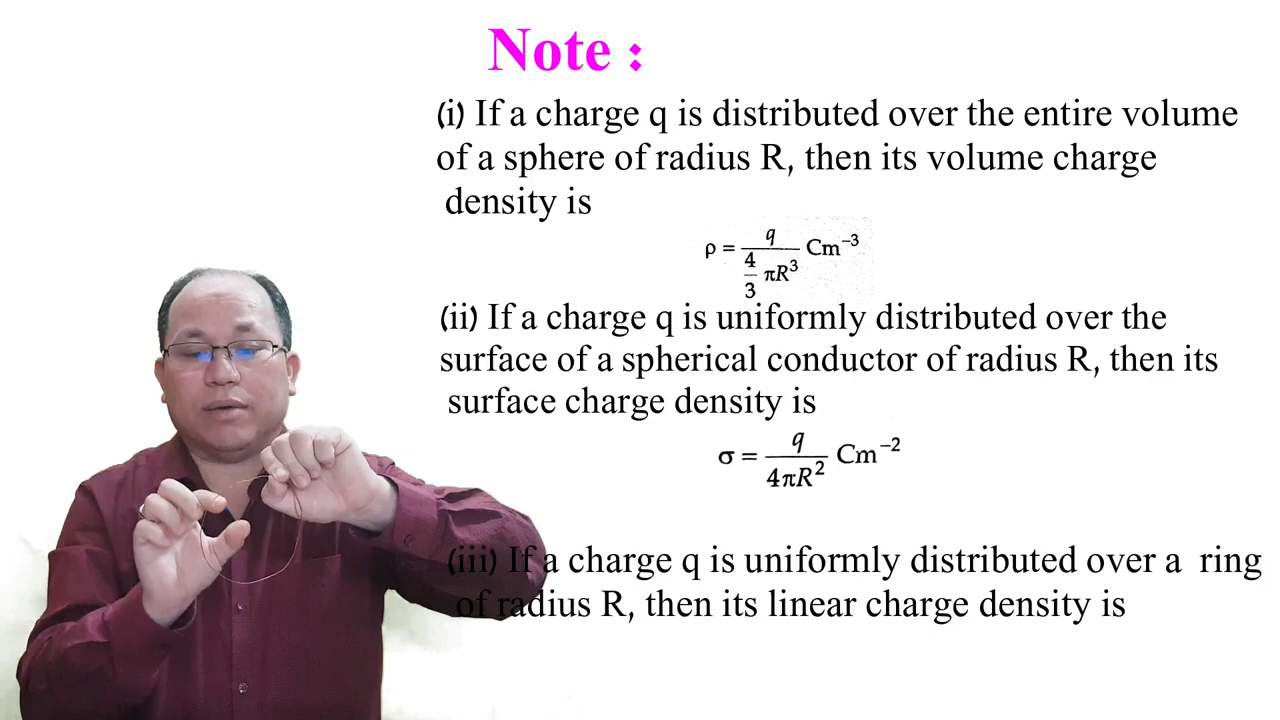 Note :
(i) If a charge q is distributed over the entire volume
of a sphere of radius R, then its volume charge
density is
ρ = q / (4/3 πR³) Cm⁻³
(ii) If a charge q is uniformly distributed over the
surface of a spherical conductor of radius R, then its
surface charge density is
σ = q / 4πR² Cm⁻²
(iii) If a charge q is uniformly distributed over a ring
of radius R, then its linear charge density is